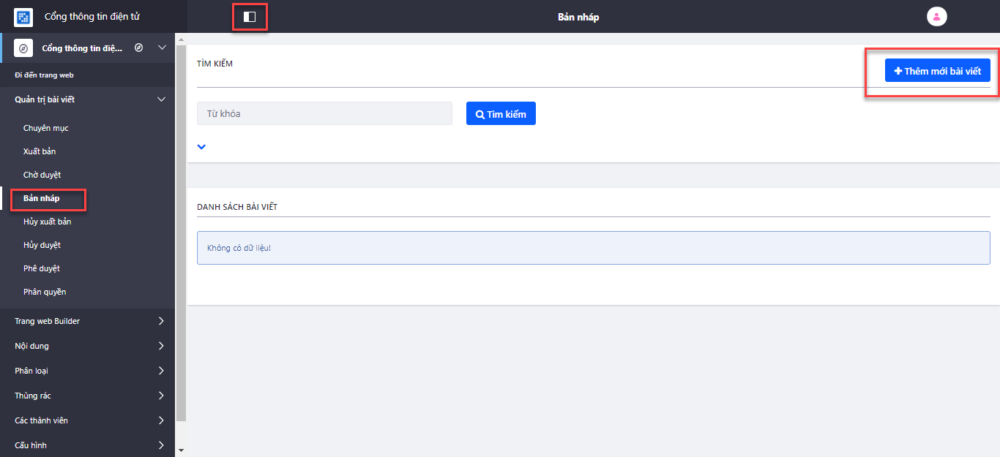 Cổng thông tin điện tử
Bản nháp
Cổng thông tin điệ...
Đi đến trang web
Quản trị bài viết
Chuyên mục
Xuất bản
Chờ duyệt
Bản nháp
Hủy xuất bản
Hủy duyệt
Phê duyệt
Phân quyền
Trang web Builder
Nội dung
Phân loại
Thùng rác
Các thành viên
Cấu hình
TÌM KIẾM
Thêm mới bài viết
Từ khóa
Tìm kiếm
DANH SÁCH BÀI VIẾT
Không có dữ liệu!